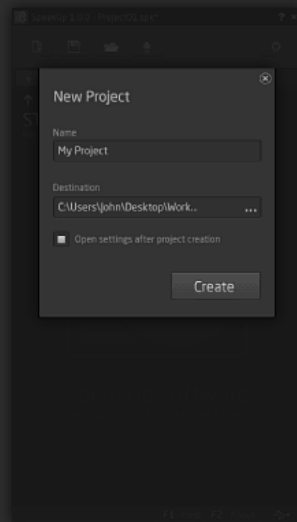 New Project
Name
My Project
Destination
C:\Users\John\Desktop\Work...
...
Open settings after project creation
Create